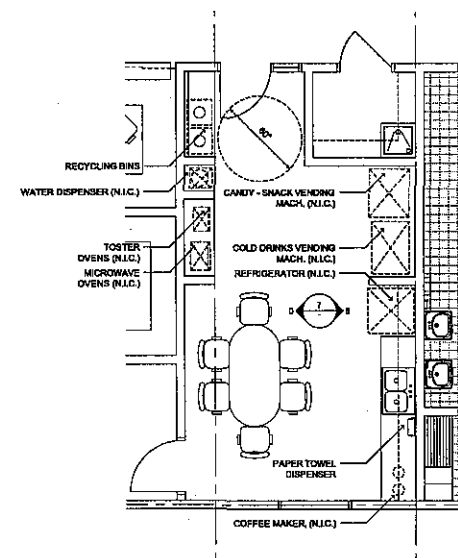 60"
RECYCLING BINS
WATER DISPENSER (N.I.C.)
CANDY - SNACK VENDING
MACH. (N.I.C.)
TOSTER
OVENS (N.I.C.)
MICROWAVE
OVENS (N.I.C.)
COLD DRINKS VENDING
MACH. (N.I.C.)
REFRIGERATOR (N.I.C.)
7
PAPER TOWEL
DISPENSER
COFFEE MAKER, (N.I.C.)